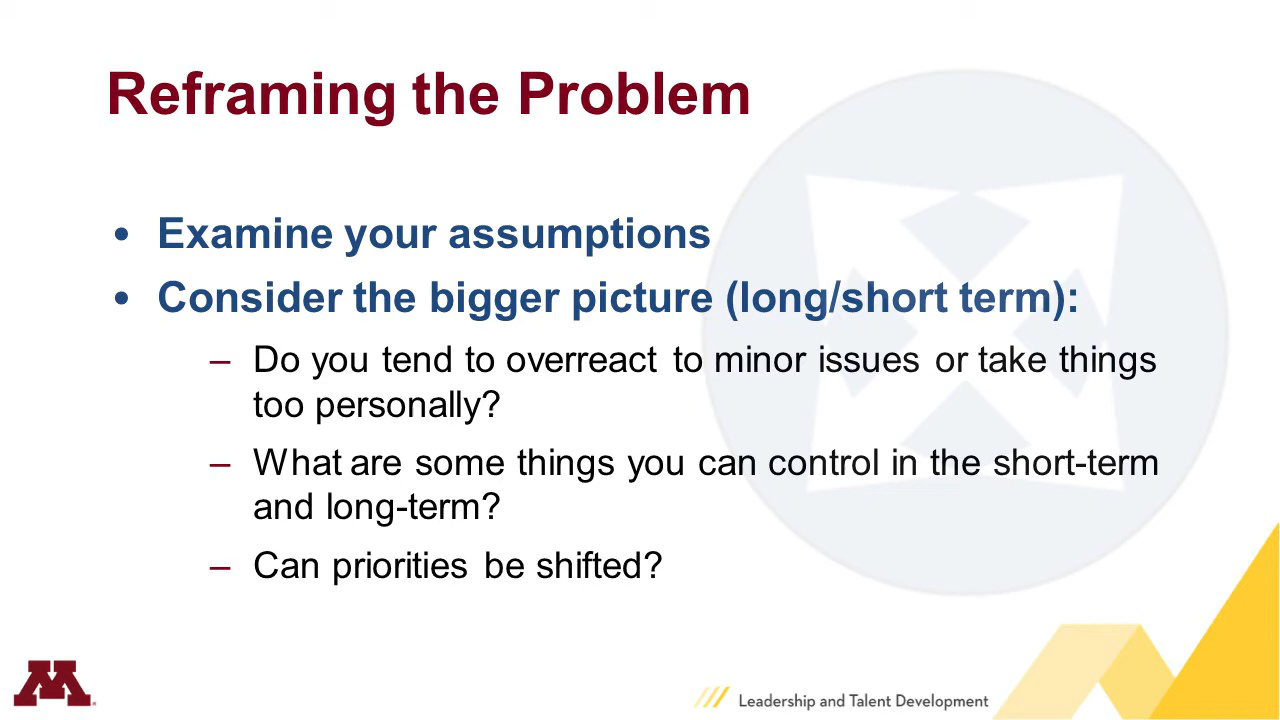 Reframing the Problem
• Examine your assumptions
• Consider the bigger picture (long/short term):
– Do you tend to overreact to minor issues or take things
too personally?
– What are some things you can control in the short-term
and long-term?
– Can priorities be shifted?
M
Leadership and Talent Development